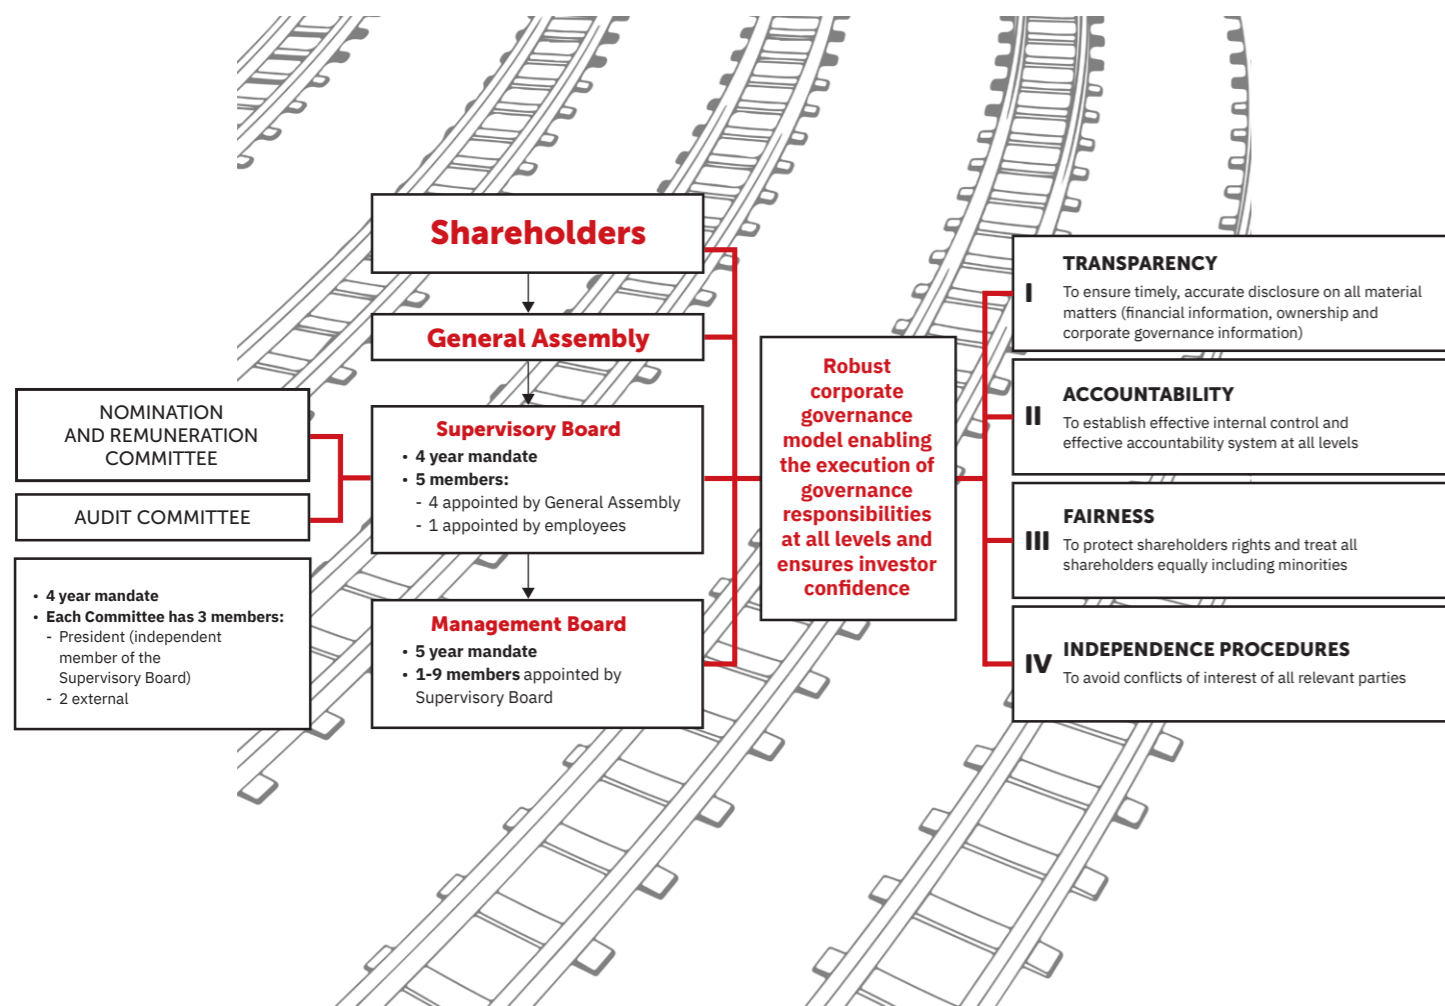 Shareholders
General Assembly
Supervisory Board
• 4 year mandate
• 5 members:
- 4 appointed by General Assembly
- 1 appointed by employees
Management Board
• 5 year mandate
• 1-9 members appointed by
Supervisory Board
NOMINATION
AND REMUNERATION
COMMITTEE
AUDIT COMMITTEE
• 4 year mandate
• Each Committee has 3 members:
- President (independent
member of the
Supervisory Board)
- 2 external
Robust
corporate
governance
model enabling
the execution of
governance
responsibilities
at all levels and
ensures investor
confidence
I
TRANSPARENCY
To ensure timely, accurate disclosure on all material
matters (financial information, ownership and
corporate governance information)
II
ACCOUNTABILITY
To establish effective internal control and
effective accountability system at all levels
III
FAIRNESS
To protect shareholders rights and treat all
shareholders equally including minorities
IV
INDEPENDENCE PROCEDURES
To avoid conflicts of interest of all relevant parties